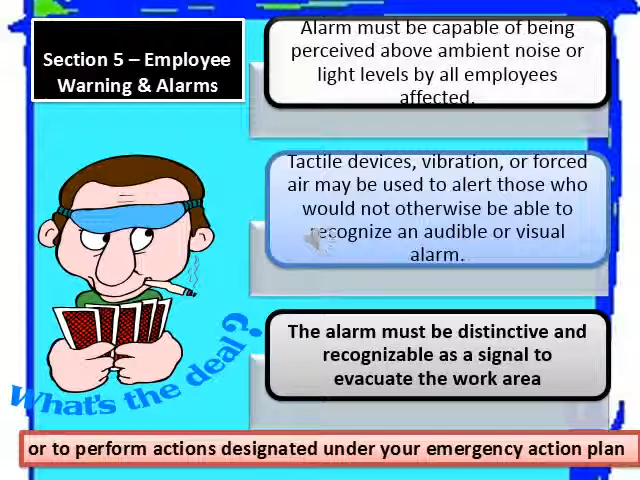 Section 5 – Employee
Warning & Alarms
Alarm must be capable of being
perceived above ambient noise or
light levels by all employees
affected.
Tactile devices, vibration, or forced
air may be used to alert those who
would not otherwise be able to
recognize an audible or visual
alarm.
The alarm must be distinctive and
recognizable as a signal to
evacuate the work area
What's the deal?
or to perform actions designated under your emergency action plan